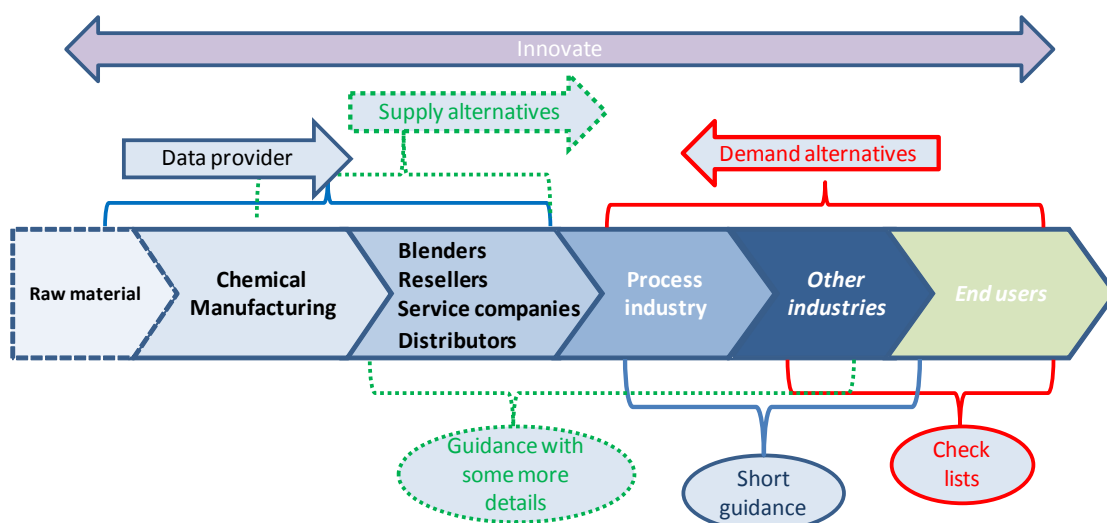 Innovate
Supply alternatives
Data provider
Demand alternatives
Raw material
Chemical
Manufacturing
Blenders
Resellers
Service companies
Distributors
Process
industry
Other
industries
End users
Guidance with
some more
details
Short
guidance
Check
lists